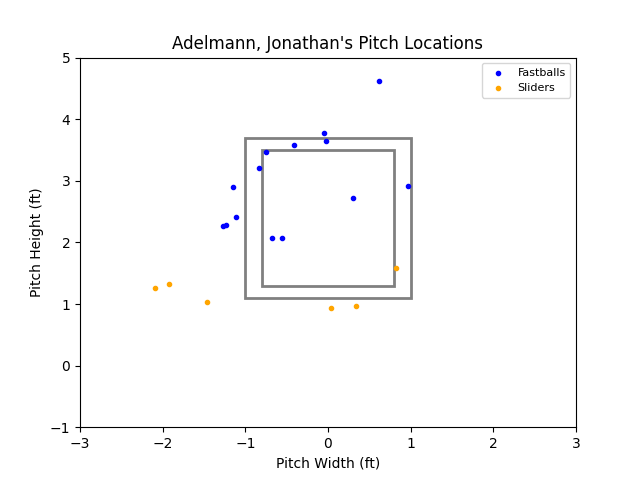 Adelmann, Jonathan's Pitch Locations
Fastballs
Sliders
5
4
3
2
1
0
−1
−3
−2
−1
0
1
2
3
Pitch Height (ft)
Pitch Width (ft)